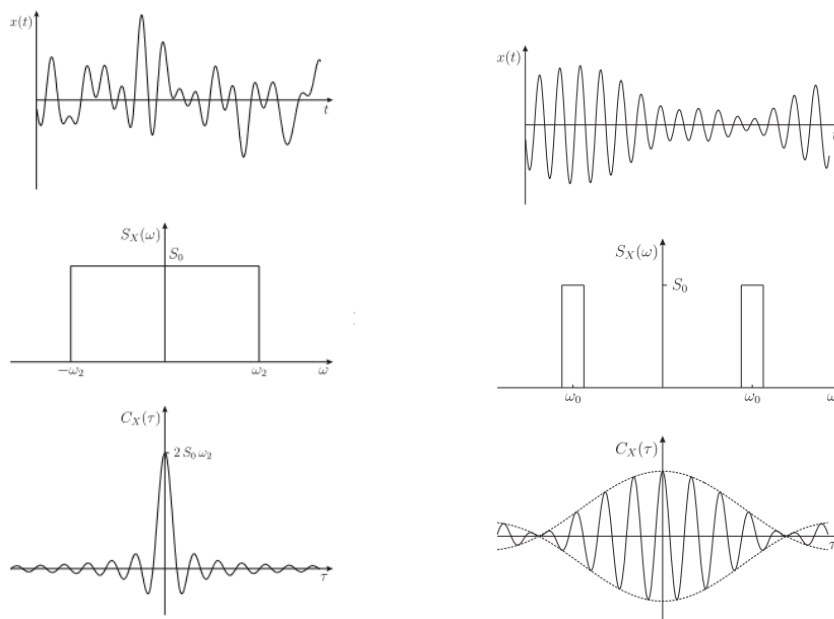 x(t)
t
S_X(ω)
S_0
−ω_2
ω_2
ω
C_X(τ)
2 S_0 ω_2
τ
x(t)
t
S_X(ω)
S_0
ω_0
ω_0
ω
C_X(τ)
τ